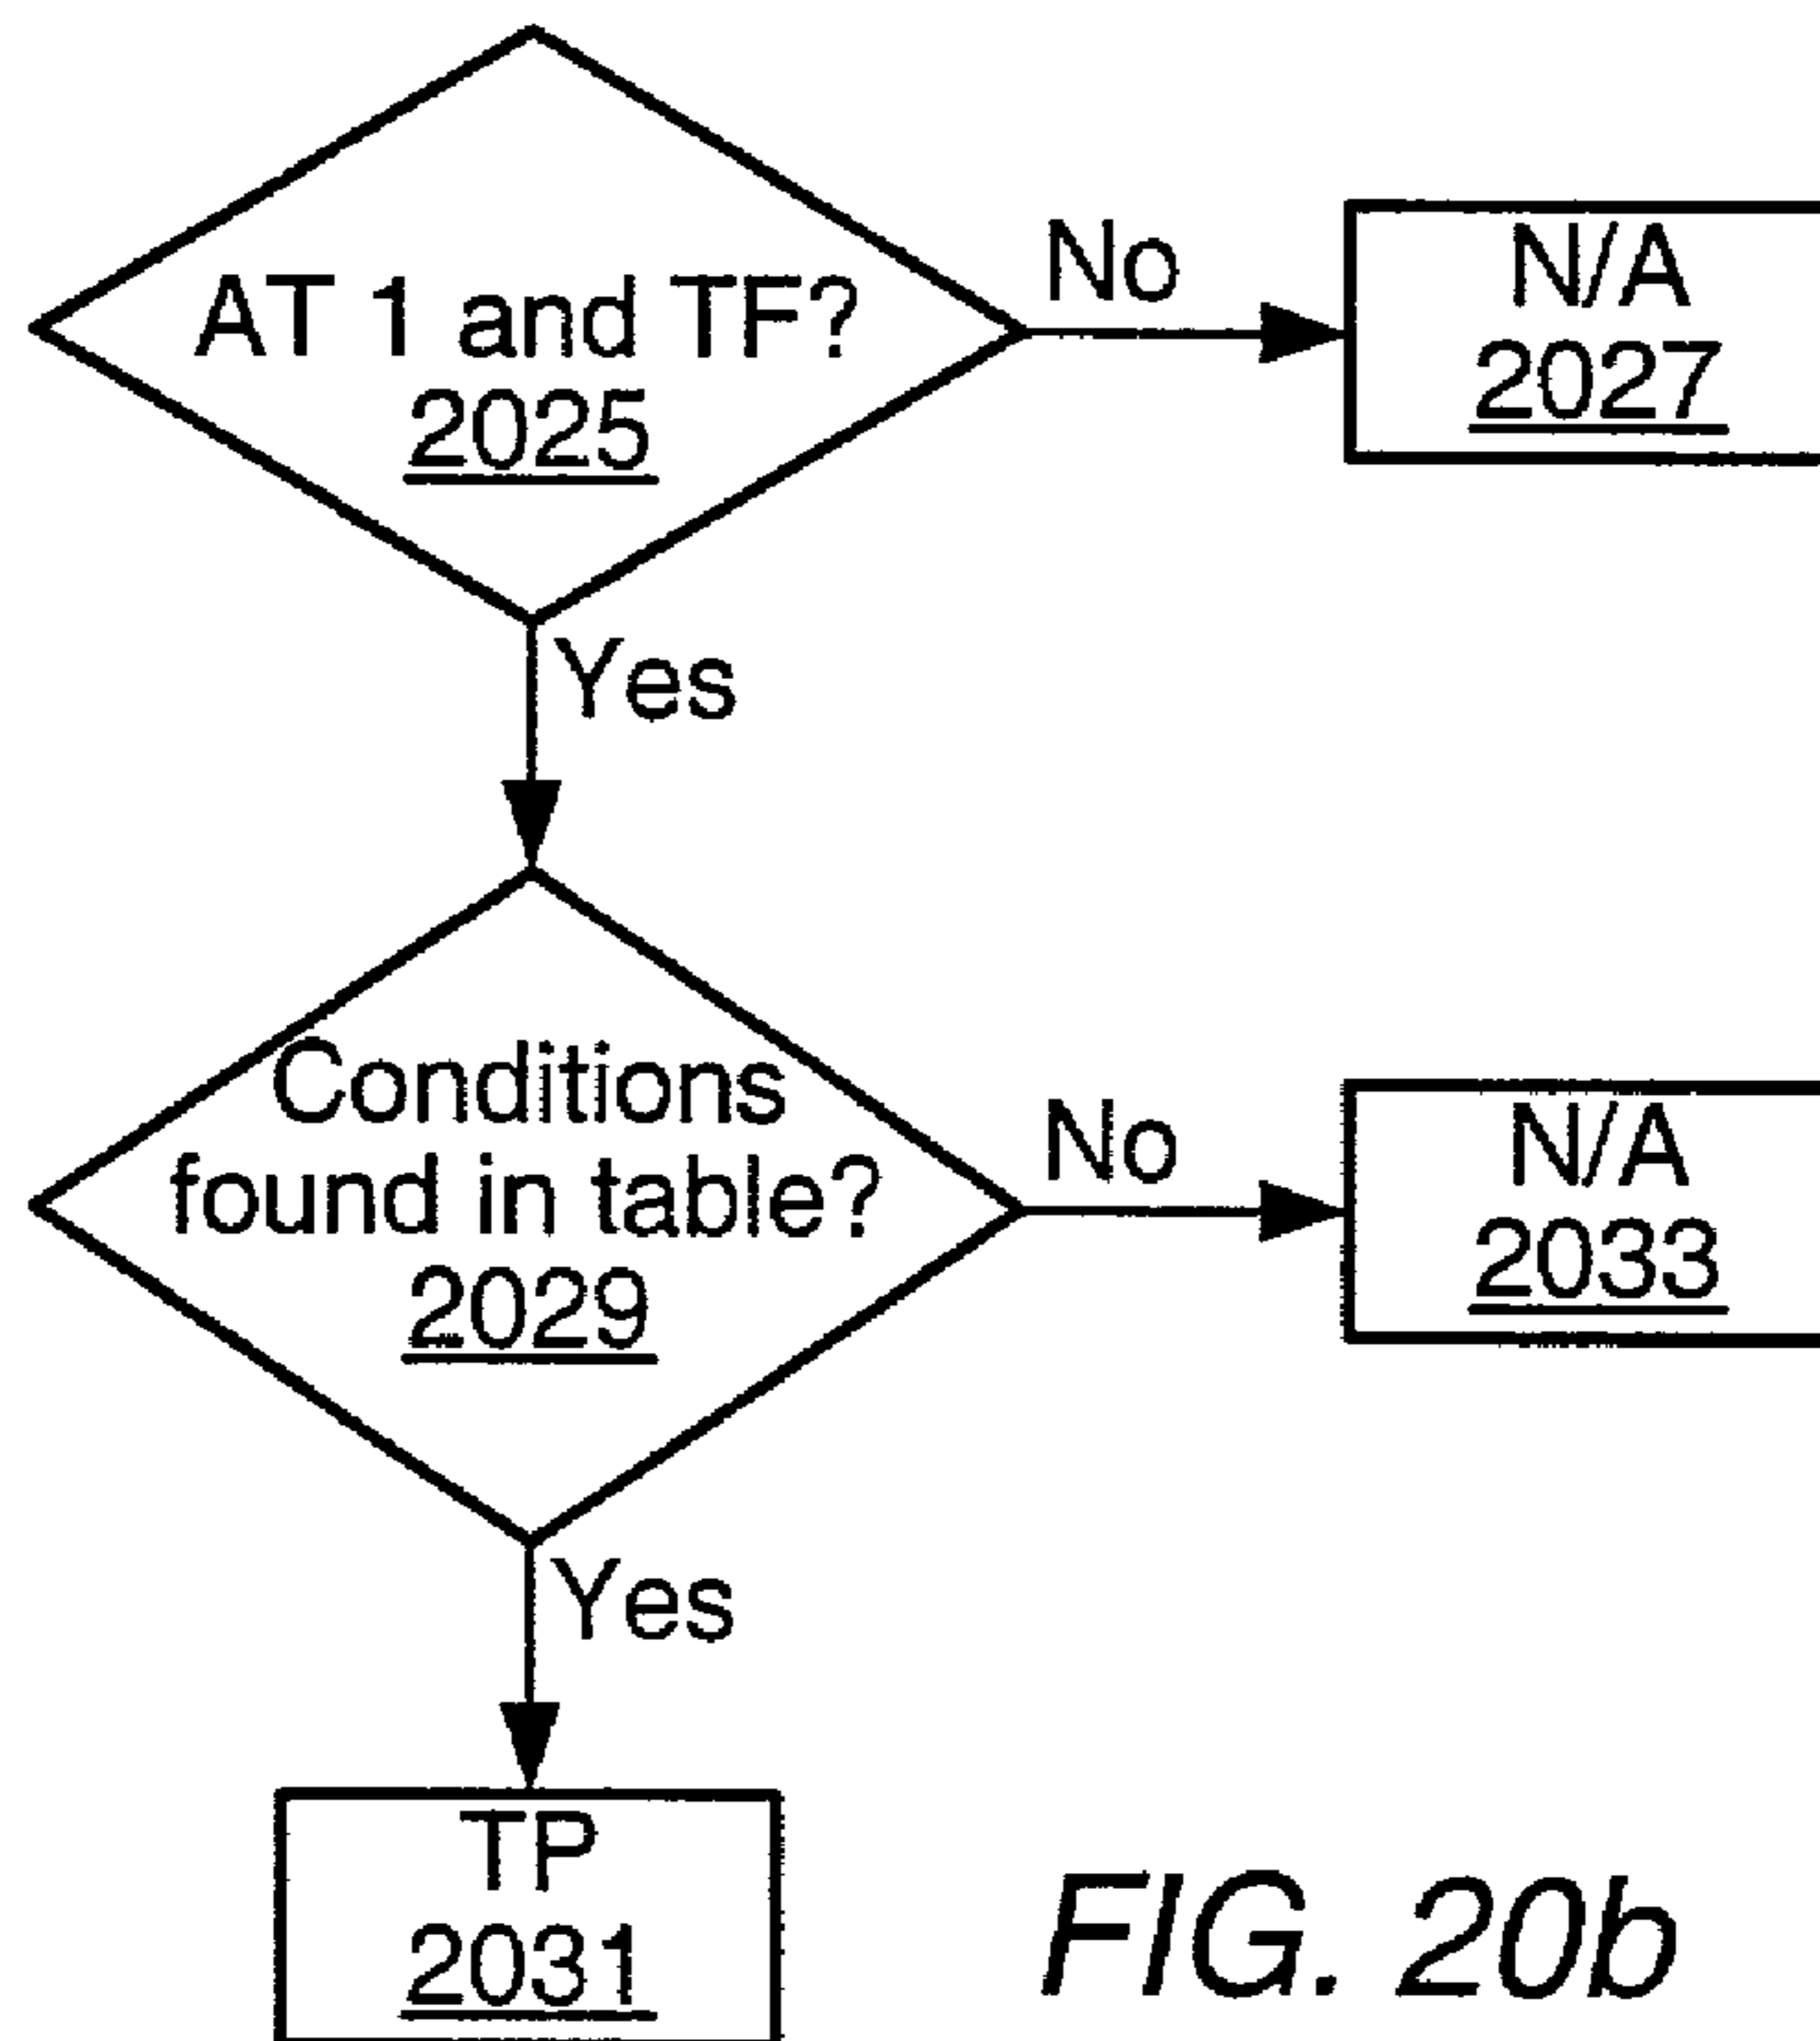 AT 1 and TF?
2025
No
N/A
2027
Yes
Conditions
found in table?
2029
No
N/A
2033
Yes
TP
2031
FIG. 20b